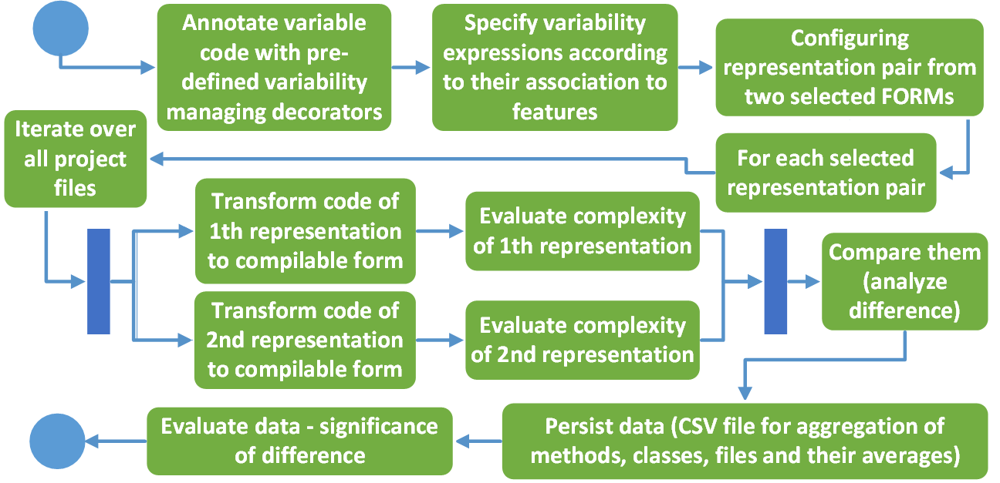 Annotate variable
code with pre-
defined variability
managing decorators
Specify variability
expressions according
to their association to
features
Configuring
representation pair from
two selected FORMs
For each selected
representation pair
Iterate over
all project
files
Transform code of
1th representation
to compilable form
Evaluate complexity
of 1th representation
Transform code of
2nd representation
to compilable form
Evaluate complexity
of 2nd representation
Compare them
(analyze
difference)
Persist data (CSV file for aggregation of
methods, classes, files and their averages)
Evaluate data - significance
of difference